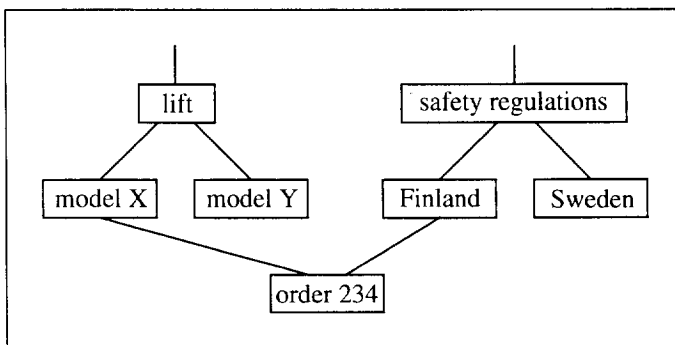 lift
safety regulations
model X
model Y
Finland
Sweden
order 234